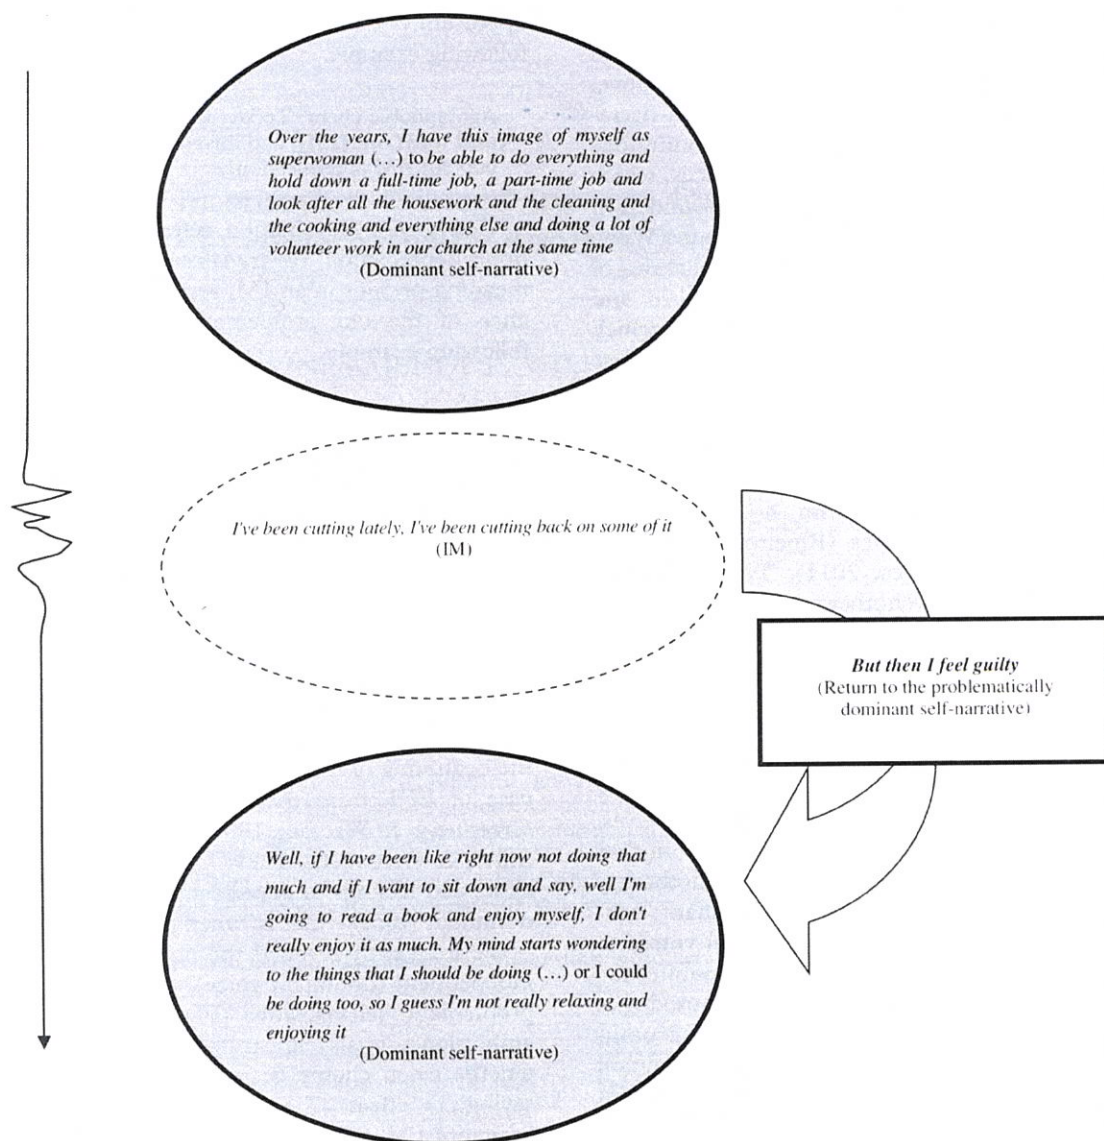 Over the years, I have this image of myself as
superwoman (…) to be able to do everything and
hold down a full-time job, a part-time job and
look after all the housework and the cleaning and
the cooking and everything else and doing a lot of
volunteer work in our church at the same time
(Dominant self-narrative)
I've been cutting lately, I've been cutting back on some of it
(IM)
But then I feel guilty
(Return to the problematically
dominant self-narrative)
Well, if I have been like right now not doing that
much and if I want to sit down and say, well I'm
going to read a book and enjoy myself, I don't
really enjoy it as much. My mind starts wondering
to the things that I should be doing (…) or I could
be doing too, so I guess I'm not really relaxing and
enjoying it
(Dominant self-narrative)